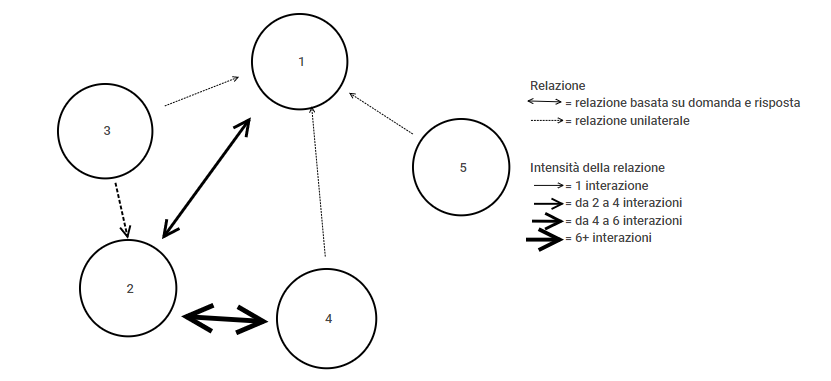 1
3
5
2
4
Relazione
= relazione basata su domanda e risposta
= relazione unilaterale
Intensità della relazione
= 1 interazione
= da 2 a 4 interazioni
= da 4 a 6 interazioni
= 6+ interazioni